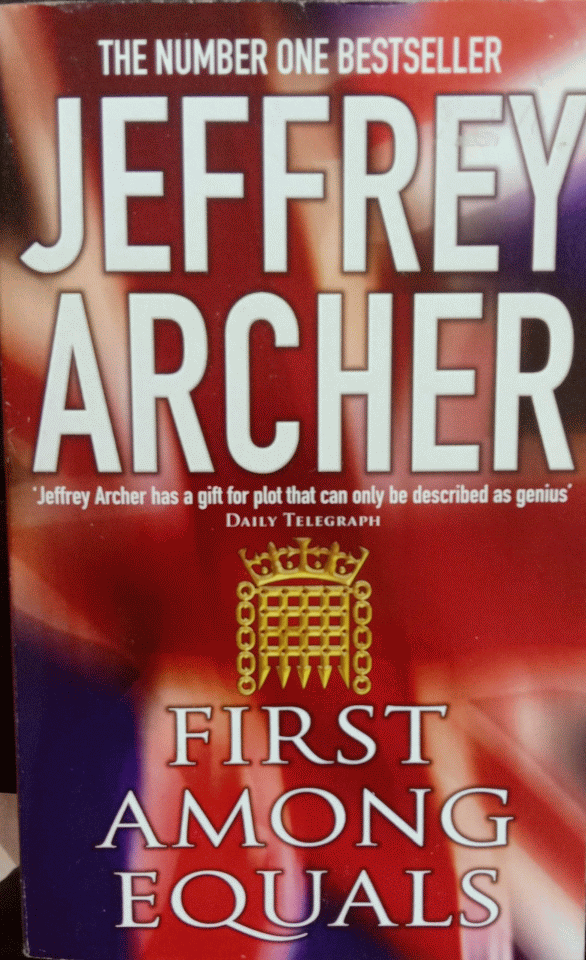 THE NUMBER ONE BESTSELLER
JEFFREY
ARCHER
'Jeffrey Archer has a gift for plot that can only be described as genius'
DAILY TELEGRAPH
FIRST
AMONG
EQUALS